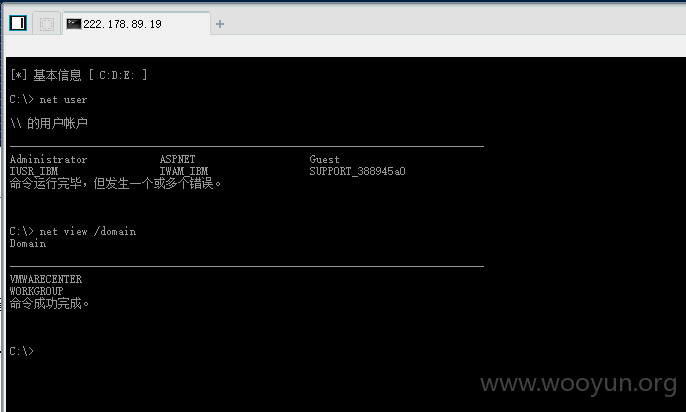 222.178.89.19
[*] 基本信息 [ C:D:E: ]
C:\> net user
\\ 的用户帐户
Administrator ASPNET Guest
IUSR_IBM IWAM_IBM SUPPORT_388945a0
命令运行完毕，但发生一个或多个错误。
C:\> net view /domain
Domain
VMWARECENTER
WORKGROUP
命令成功完成。
C:\>
www.wooyun.org